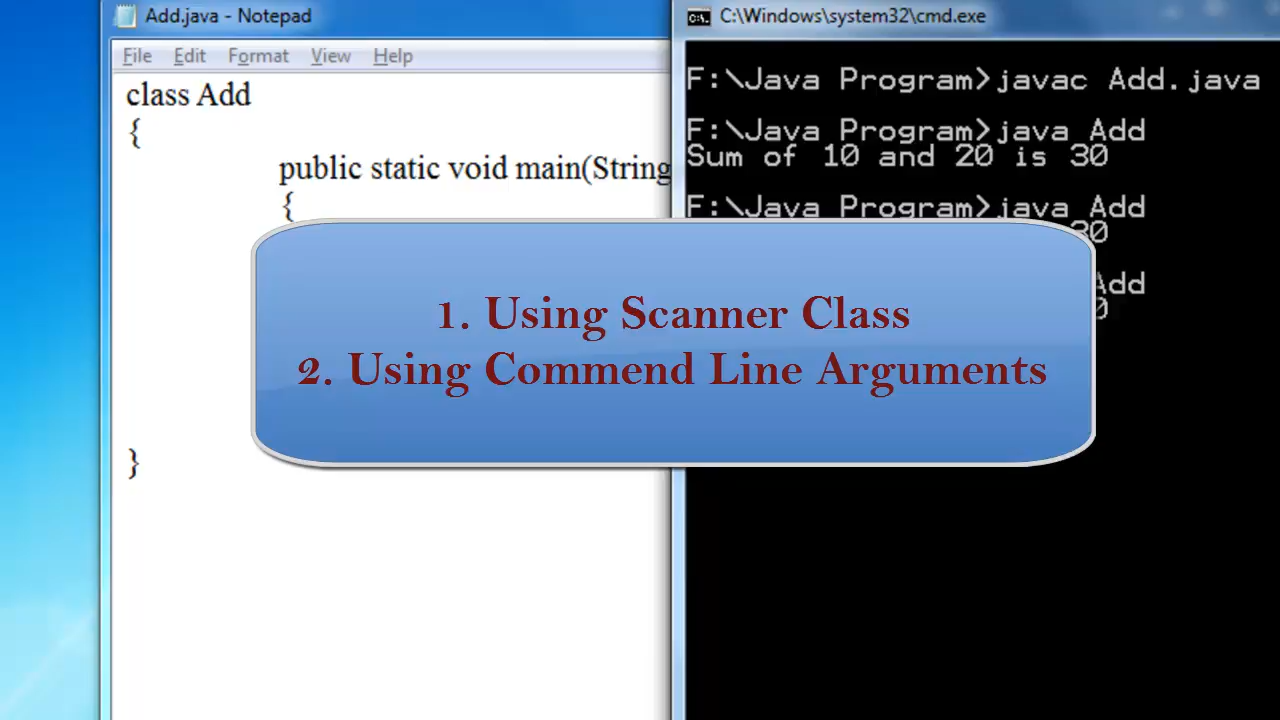 Add.java - Notepad
File Edit Format View Help
class Add
{
public static void main(String
{
}
C:\Windows\system32\cmd.exe
F:\Java Program>javac Add.java
F:\Java Program>java Add
Sum of 10 and 20 is 30
F:\Java Program>java Add
30
Add
1. Using Scanner Class
2. Using Commend Line Arguments